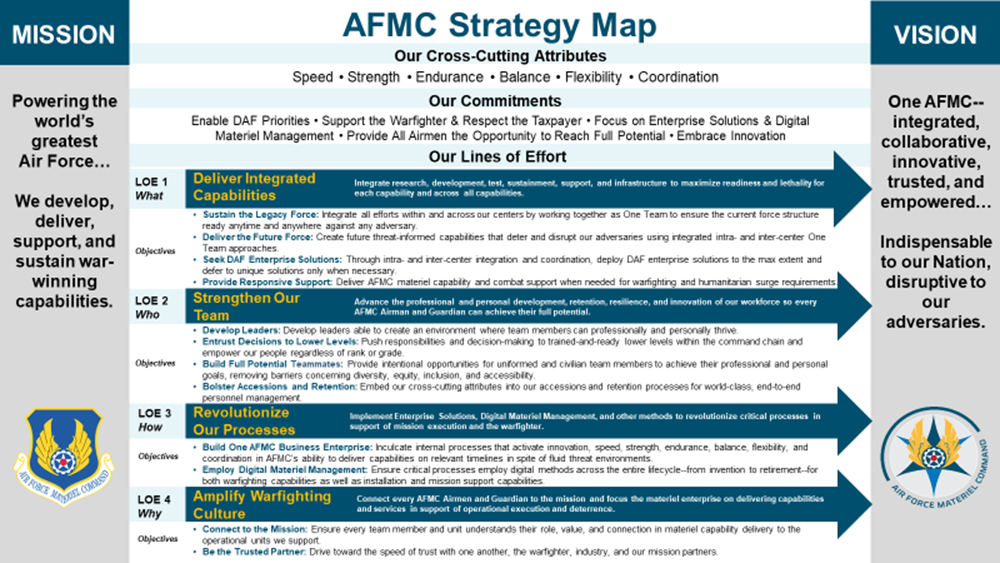 MISSION
Powering the
world's
greatest
Air Force…
We develop,
deliver,
support, and
sustain war-
winning
capabilities.
AIR FORCE MATERIEL COMMAND
AFMC Strategy Map
Our Cross-Cutting Attributes
Speed • Strength • Endurance • Balance • Flexibility • Coordination
Our Commitments
Enable DAF Priorities • Support the Warfighter & Respect the Taxpayer • Focus on Enterprise Solutions & Digital
Materiel Management • Provide All Airmen the Opportunity to Reach Full Potential • Embrace Innovation
Our Lines of Effort
LOE 1
What
Deliver Integrated
Capabilities
Integrate research, development, test, sustainment, support, and infrastructure to maximize readiness and lethality for
each capability and across all capabilities.
Objectives
• Sustain the Legacy Force: Integrate all efforts within and across our centers by working together as One Team to ensure the current force structure
ready anytime and anywhere against any adversary.
• Deliver the Future Force: Create future threat-informed capabilities that deter and disrupt our adversaries using integrated intra- and inter-center One
Team approaches.
• Seek DAF Enterprise Solutions: Through intra- and inter-center integration and coordination, deploy DAF enterprise solutions to the max extent and
defer to unique solutions only when necessary.
• Provide Responsive Support: Deliver AFMC materiel capability and combat support when needed for warfighting and humanitarian surge requirements.
LOE 2
Who
Strengthen Our
Team
Advance the professional and personal development, retention, resilience, and innovation of our workforce so every
AFMC Airman and Guardian can achieve their full potential.
Objectives
• Develop Leaders: Develop leaders able to create an environment where team members can professionally and personally thrive.
• Entrust Decisions to Lower Levels: Push responsibilities and decision-making to trained-and-ready lower levels within the command chain and
empower our people regardless of rank or grade.
• Build Full Potential Teammates: Provide intentional opportunities for uniformed and civilian team members to achieve their professional and personal
goals, removing barriers concerning diversity, equity, inclusion, and accessibility.
• Bolster Accessions and Retention: Embed our cross-cutting attributes into our accessions and retention processes for world-class, end-to-end
personnel management.
LOE 3
How
Revolutionize
Our Processes
Implement Enterprise Solutions, Digital Materiel Management, and other methods to revolutionize critical processes in
support of mission execution and the warfighter.
Objectives
• Build One AFMC Business Enterprise: Inculcate internal processes that activate innovation, speed, strength, endurance, balance, flexibility, and
coordination in AFMC's ability to deliver capabilities on relevant timelines in spite of fluid threat environments.
• Employ Digital Materiel Management: Ensure critical processes employ digital methods across the entire lifecycle--from invention to retirement--for
both warfighting capabilities as well as installation and mission support capabilities.
LOE 4
Why
Amplify Warfighting
Culture
Connect every AFMC Airmen and Guardian to the mission and focus the materiel enterprise on delivering capabilities
and services in support of operational execution and deterrence.
Objectives
• Connect to the Mission: Ensure every team member and unit understands their role, value, and connection in materiel capability delivery to the
operational units we support.
• Be the Trusted Partner: Drive toward the speed of trust with one another, the warfighter, industry, and our mission partners.
VISION
One AFMC--
integrated,
collaborative,
innovative,
trusted, and
empowered…
Indispensable
to our Nation,
disruptive to
our
adversaries.
AIR FORCE MATERIEL COMMAND